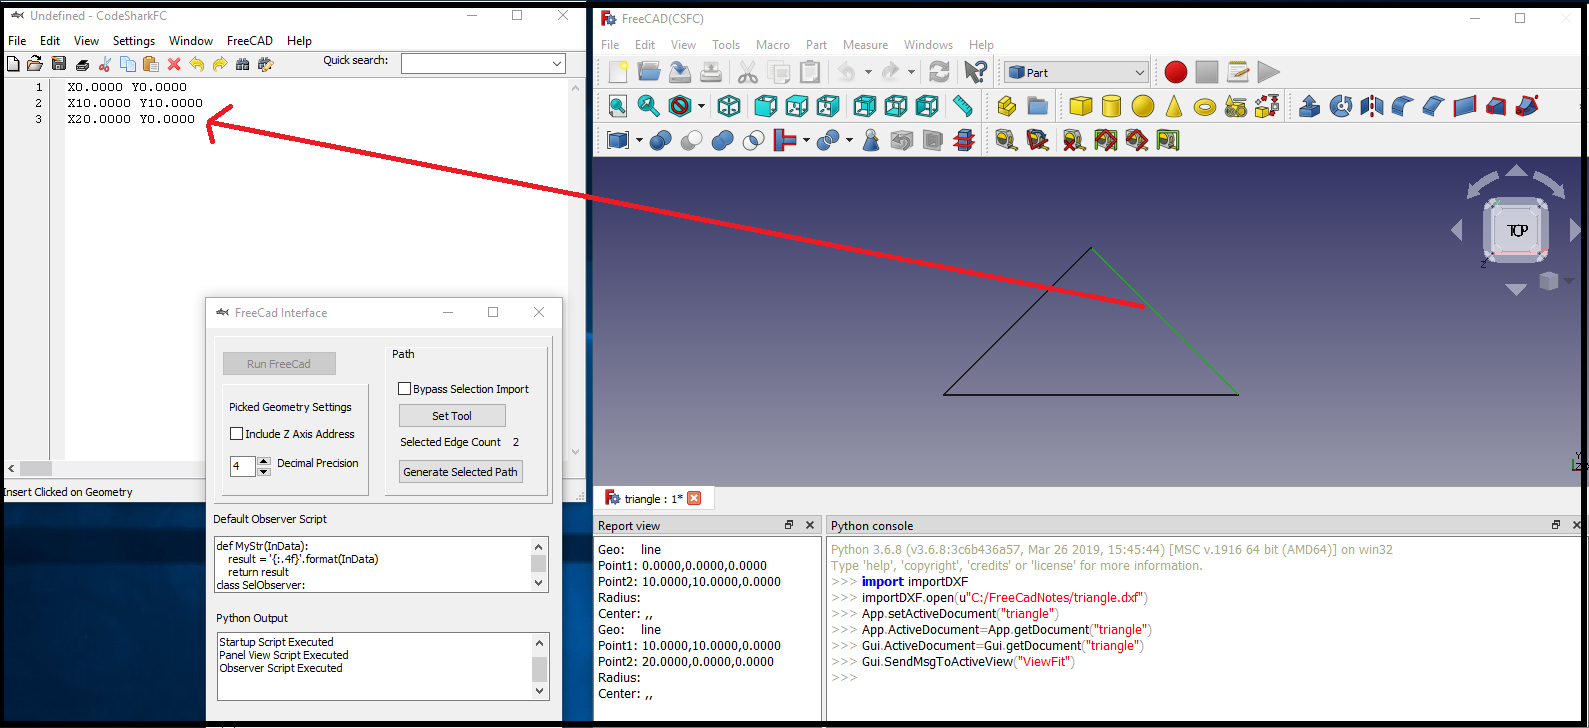 Undefined - CodeSharkFC
File Edit View Settings Window FreeCAD Help
Quick search:
1 X0.0000 Y0.0000
2 X10.0000 Y10.0000
3 X20.0000 Y0.0000
Insert Clicked on Geometry
FreeCad Interface
Run FreeCad
Picked Geometry Settings
Include Z Axis Address
4 Decimal Precision
Path
Bypass Selection Import
Set Tool
Selected Edge Count 2
Generate Selected Path
Default Observer Script
def MyStr(InData):
result = '{:.4f}'.format(InData)
return result
class SelObserver:
Python Output
Startup Script Executed
Panel View Script Executed
Observer Script Executed
FreeCAD(CSFC)
File Edit View Tools Macro Part Measure Windows Help
Part
TOP
Z
Y
Z X
triangle : 1*
Report view
Geo: line
Point1: 0.0000,0.0000,0.0000
Point2: 10.0000,10.0000,0.0000
Radius:
Center: ,,
Geo: line
Point1: 10.0000,10.0000,0.0000
Point2: 20.0000,0.0000,0.0000
Radius:
Center: ,,
Python console
Python 3.6.8 (v3.6.8:3c6b436a57, Mar 26 2019, 15:45:44) [MSC v.1916 64 bit (AMD64)] on win32
Type 'help', 'copyright', 'credits' or 'license' for more information.
>>> import importDXF
>>> importDXF.open(u"C:/FreeCadNotes/triangle.dxf")
>>> App.setActiveDocument("triangle")
>>> App.ActiveDocument=App.getDocument("triangle")
>>> Gui.ActiveDocument=Gui.getDocument("triangle")
>>> Gui.SendMsgToActiveView("ViewFit")
>>>